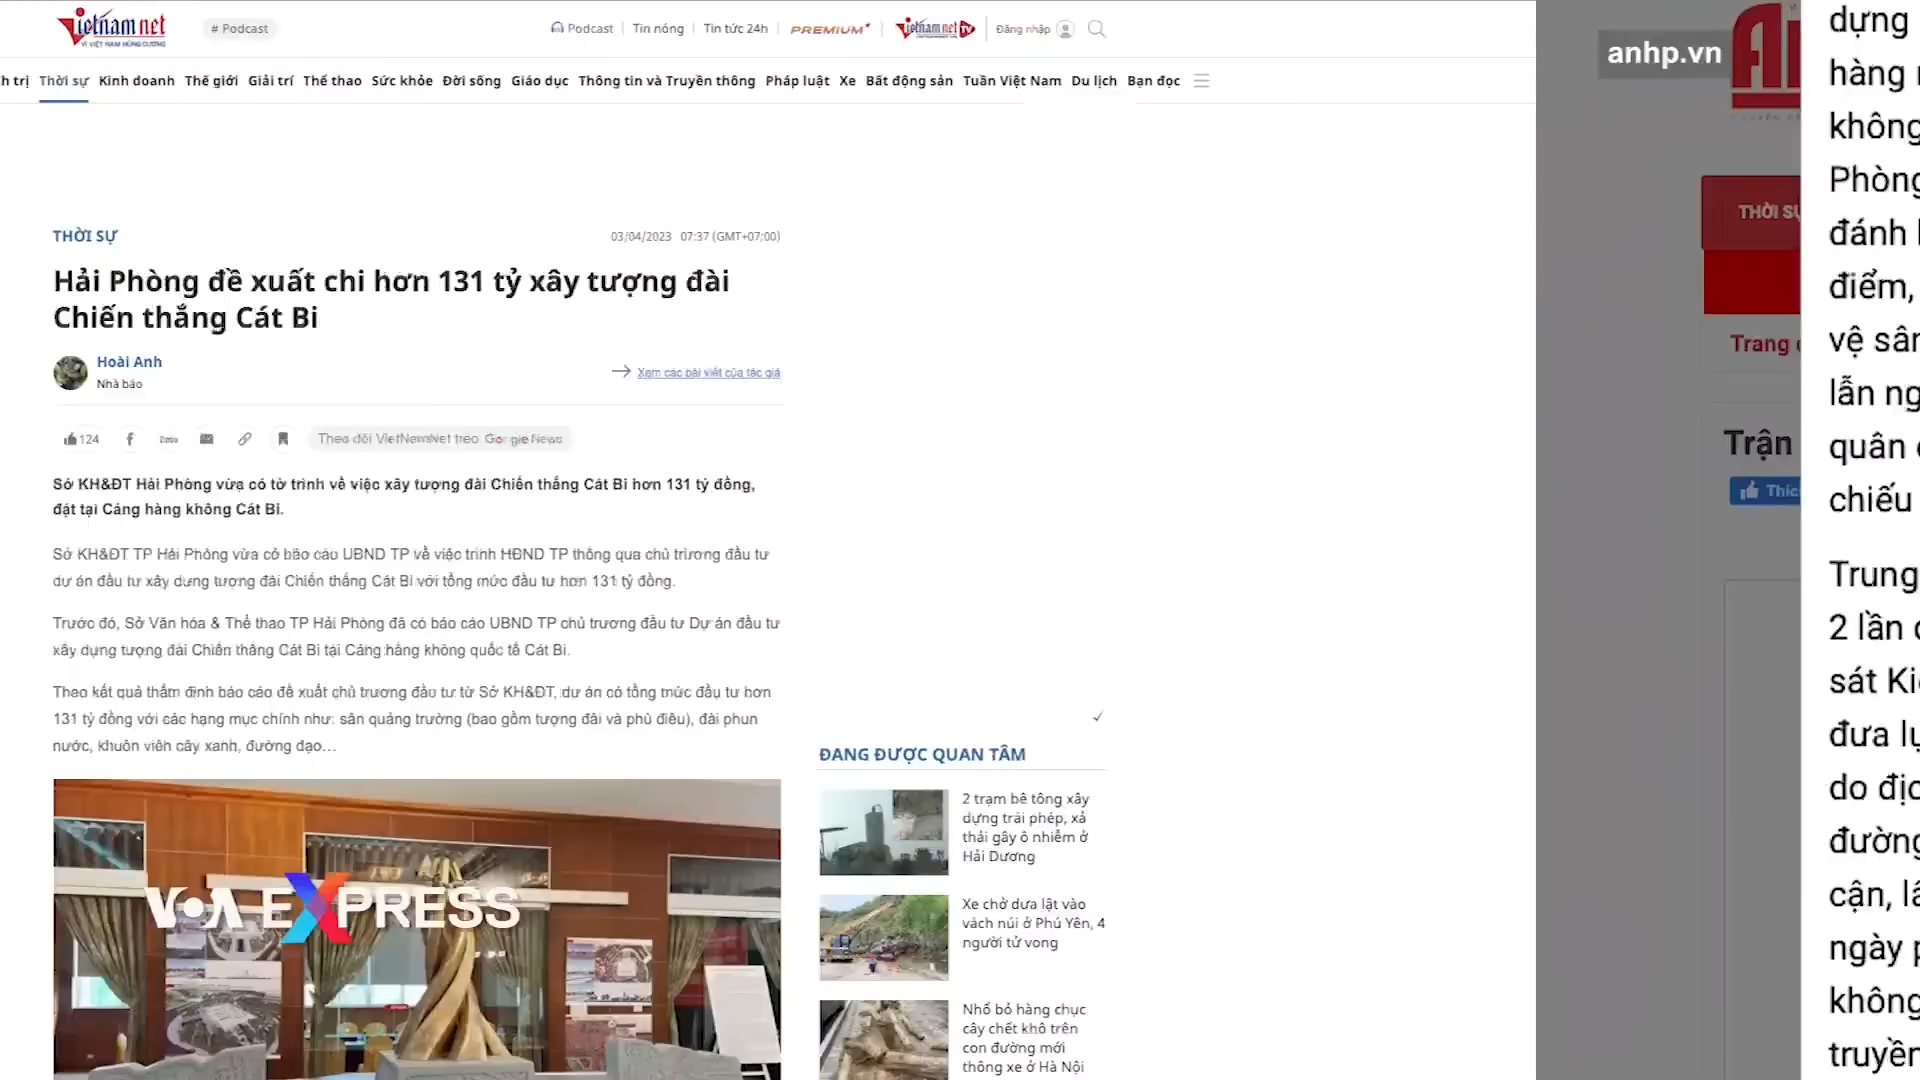 Vietnamnet
VÌ VIỆT NAM HÙNG CƯỜNG
# Podcast
Podcast
Tin nóng
Tin tức 24h
PREMIUM
Vietnamnet TV
Đăng nhập
h trị Thời sự Kinh doanh Thế giới Giải trí Thể thao Sức khỏe Đời sống Giáo dục Thông tin và Truyền thông Pháp luật Xe Bất động sản Tuần Việt Nam Du lịch Bạn đọc
THỜI SỰ
03/04/2023 07:37 (GMT+07:00)
Hải Phòng đề xuất chi hơn 131 tỷ xây tượng đài
Chiến thắng Cát Bi
Hoài Anh
Nhà báo
Xem các bài viết của tác giả
124
Zalo
Theo dõi VietNamNet trên Google News
Sở KH&ĐT Hải Phòng vừa có tờ trình về việc xây tượng đài Chiến thắng Cát Bi hơn 131 tỷ đồng,
đặt tại Cảng hàng không Cát Bi.
Sở KH&ĐT TP Hải Phòng vừa có báo cáo UBND TP về việc trình HĐND TP thông qua chủ trương đầu tư
dự án đầu tư xây dựng tượng đài Chiến thắng Cát Bi với tổng mức đầu tư hơn 131 tỷ đồng.
Trước đó, Sở Văn hóa & Thể thao TP Hải Phòng đã có báo cáo UBND TP chủ trương đầu tư Dự án đầu tư
xây dựng tượng đài Chiến thắng Cát Bi tại Cảng hàng không quốc tế Cát Bi.
Theo kết quả thẩm định báo cáo đề xuất chủ trương đầu tư từ Sở KH&ĐT, dự án có tổng mức đầu tư hơn
131 tỷ đồng với các hạng mục chính như: sân quảng trường (bao gồm tượng đài và phù điêu), đài phun
nước, khuôn viên cây xanh, đường dạo...
VOA EXPRESS
ĐANG ĐƯỢC QUAN TÂM
2 trạm bê tông xây
dựng trái phép, xả
thải gây ô nhiễm ở
Hải Dương
Xe chở dưa lật vào
vách núi ở Phú Yên, 4
người tử vong
Nhổ bỏ hàng chục
cây chết khô trên
con đường mới
thông xe ở Hà Nội
anhp.vn
THỜI SỰ
Trang
Trận
Thíc
dựng
hàng
không
Phòng
đánh
điểm,
vệ sân
lẫn ng
quân
chiếu
Trung
2 lần
sát Ki
đưa lự
do địc
đường
cận, lấ
ngày
không
truyền